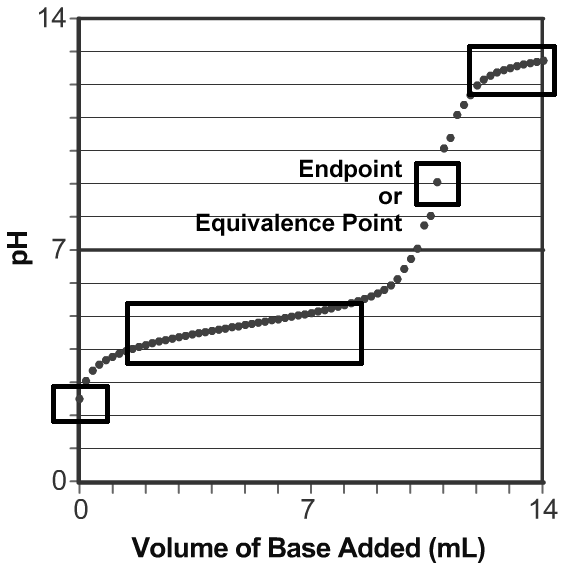 14
Endpoint
or
Equivalence Point
pH
7
0
0
7
14
Volume of Base Added (mL)